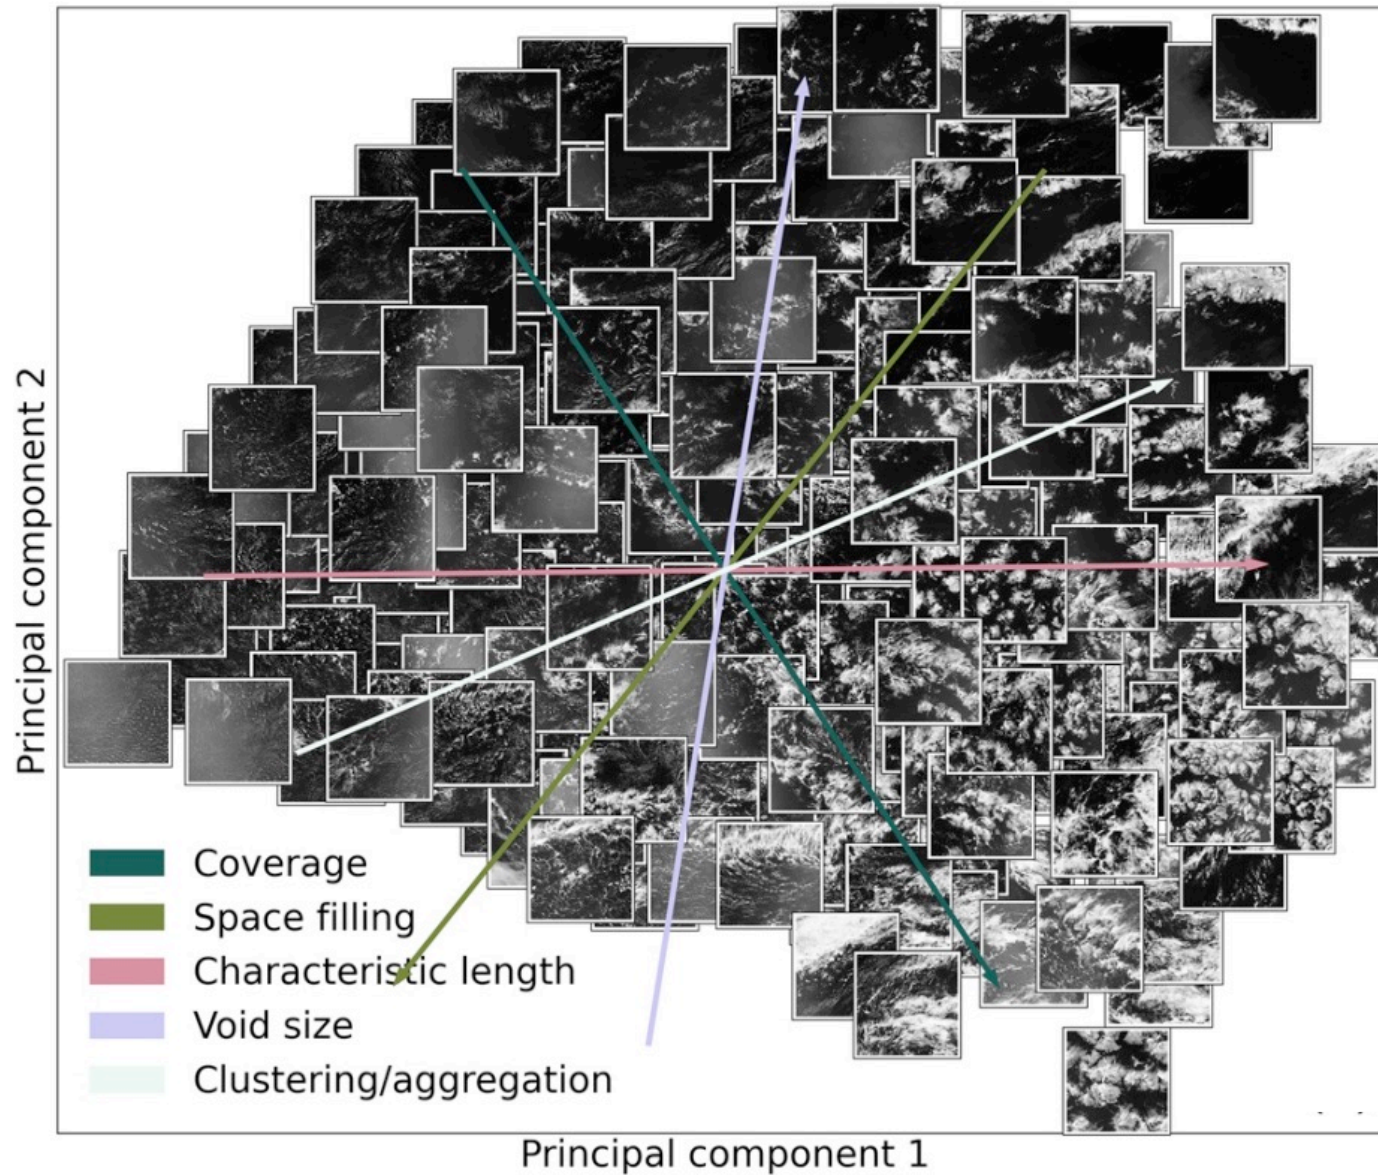 Principal component 2
Coverage
Space filling
Characteristic length
Void size
Clustering/aggregation
Principal component 1